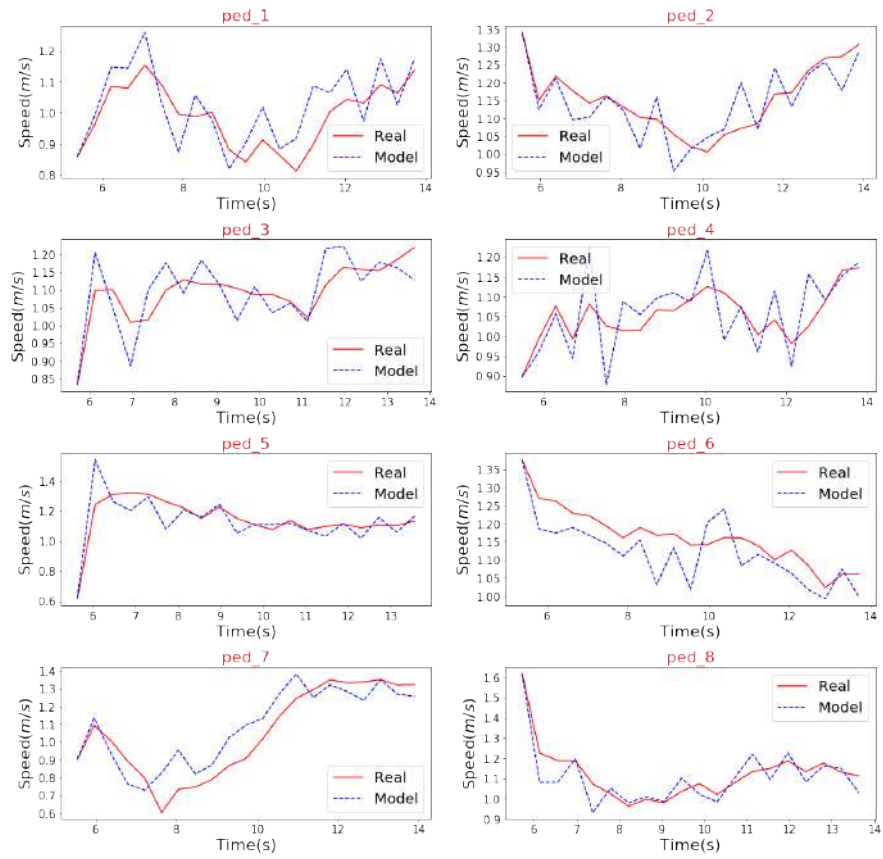 ped_1
Speed(m/s)
1.2
1.1
1.0
0.9
0.8
Real
Model
6
8
10
12
14
Time(s)
ped_2
Speed(m/s)
1.35
1.30
1.25
1.20
1.15
1.10
1.05
1.00
0.95
Real
Model
6
8
10
12
14
Time(s)
ped_3
Speed(m/s)
1.20
1.15
1.10
1.05
1.00
0.95
0.90
0.85
Real
Model
6
7
8
9
10
11
12
13
14
Time(s)
ped_4
Speed(m/s)
1.20
1.15
1.10
1.05
1.00
0.95
0.90
Real
Model
6
8
10
12
14
Time(s)
ped_5
Speed(m/s)
1.4
1.2
1.0
0.8
0.6
Real
Model
6
7
8
9
10
11
12
13
Time(s)
ped_6
Speed(m/s)
1.35
1.30
1.25
1.20
1.15
1.10
1.05
1.00
Real
Model
6
8
10
12
14
Time(s)
ped_7
Speed(m/s)
1.4
1.3
1.2
1.1
1.0
0.9
0.8
0.7
0.6
Real
Model
5
6
7
8
9
10
11
12
13
14
Time(s)
ped_8
Speed(m/s)
1.6
1.5
1.4
1.3
1.2
1.1
1.0
0.9
Real
Model
6
7
8
9
10
11
12
13
14
Time(s)